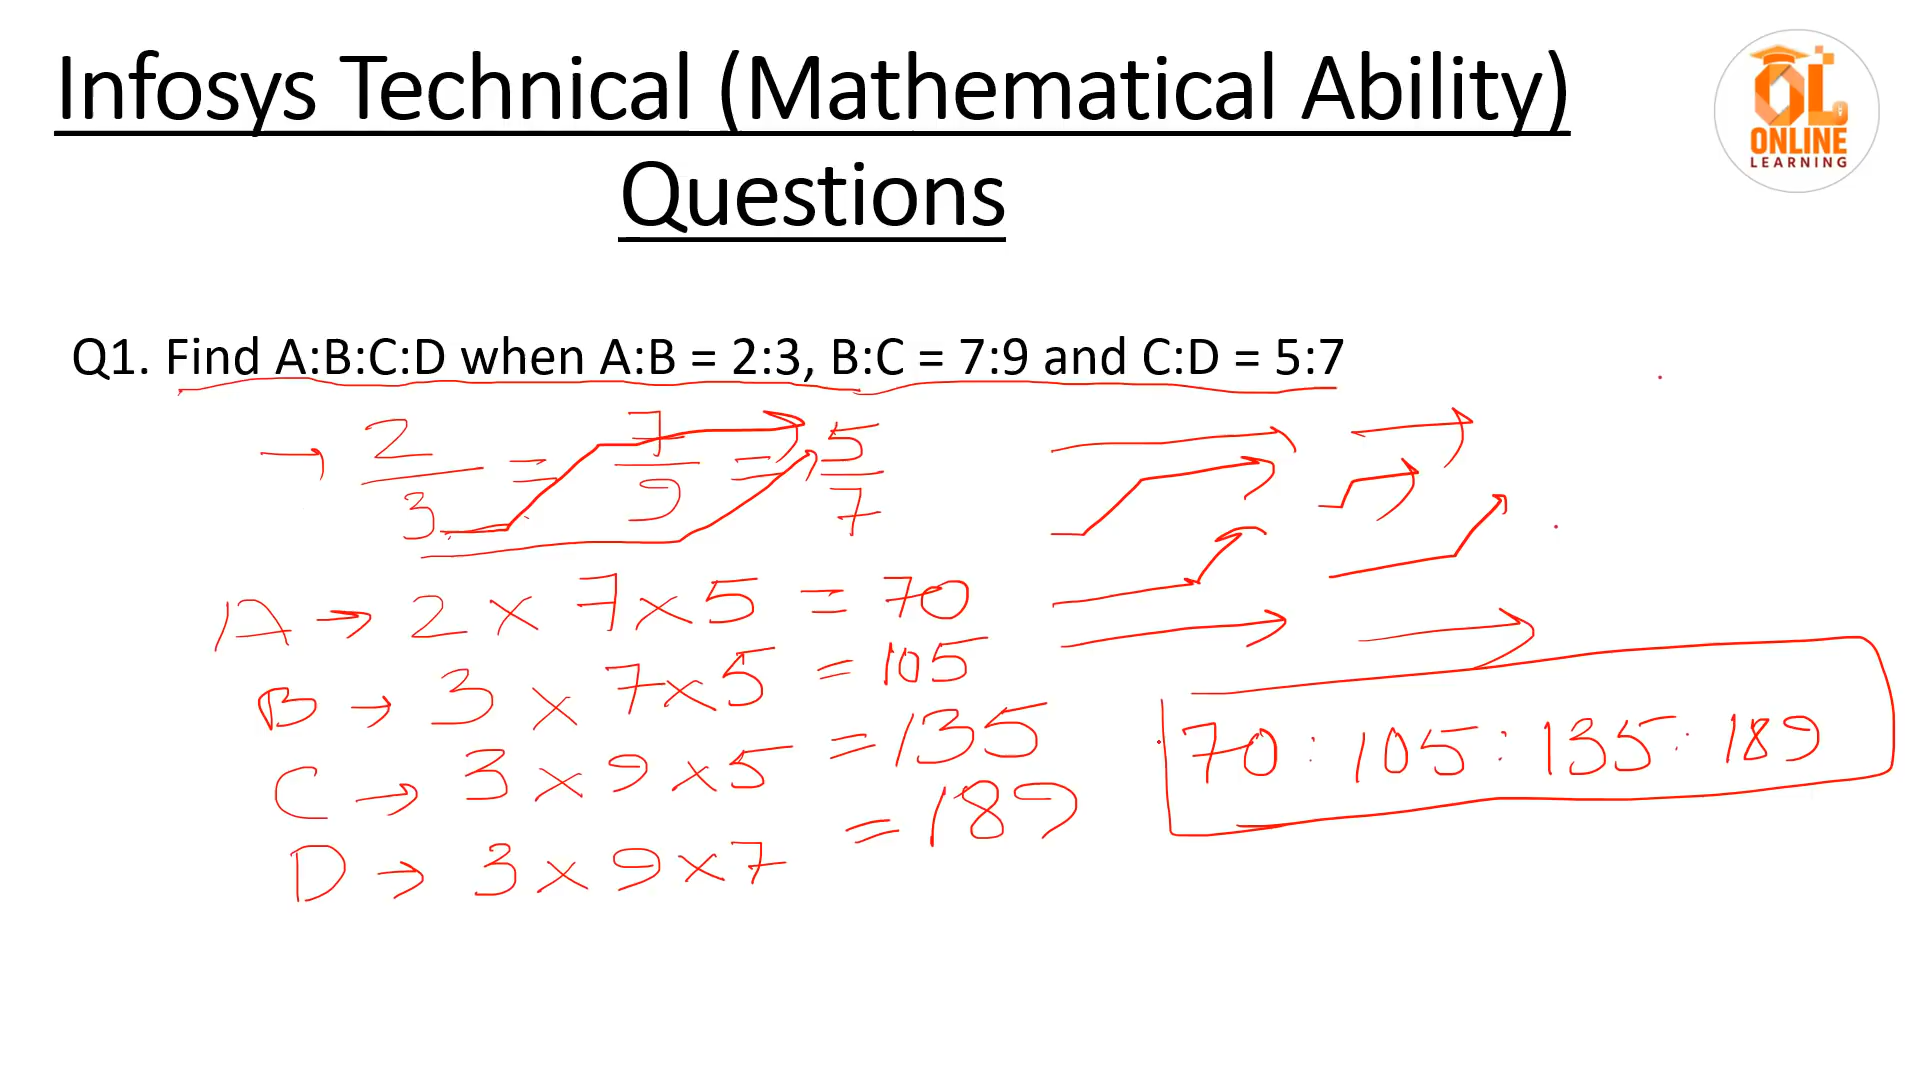 Infosys Technical (Mathematical Ability)
Questions
OL
ONLINE
LEARNING
Q1. Find A:B:C:D when A:B = 2:3, B:C = 7:9 and C:D = 5:7
→ 2/3 = 7/9 = 5/7
A → 2 × 7 × 5 = 70
B → 3 × 7 × 5 = 105
C → 3 × 9 × 5 = 135
D → 3 × 9 × 7 = 189
70 : 105 : 135 : 189